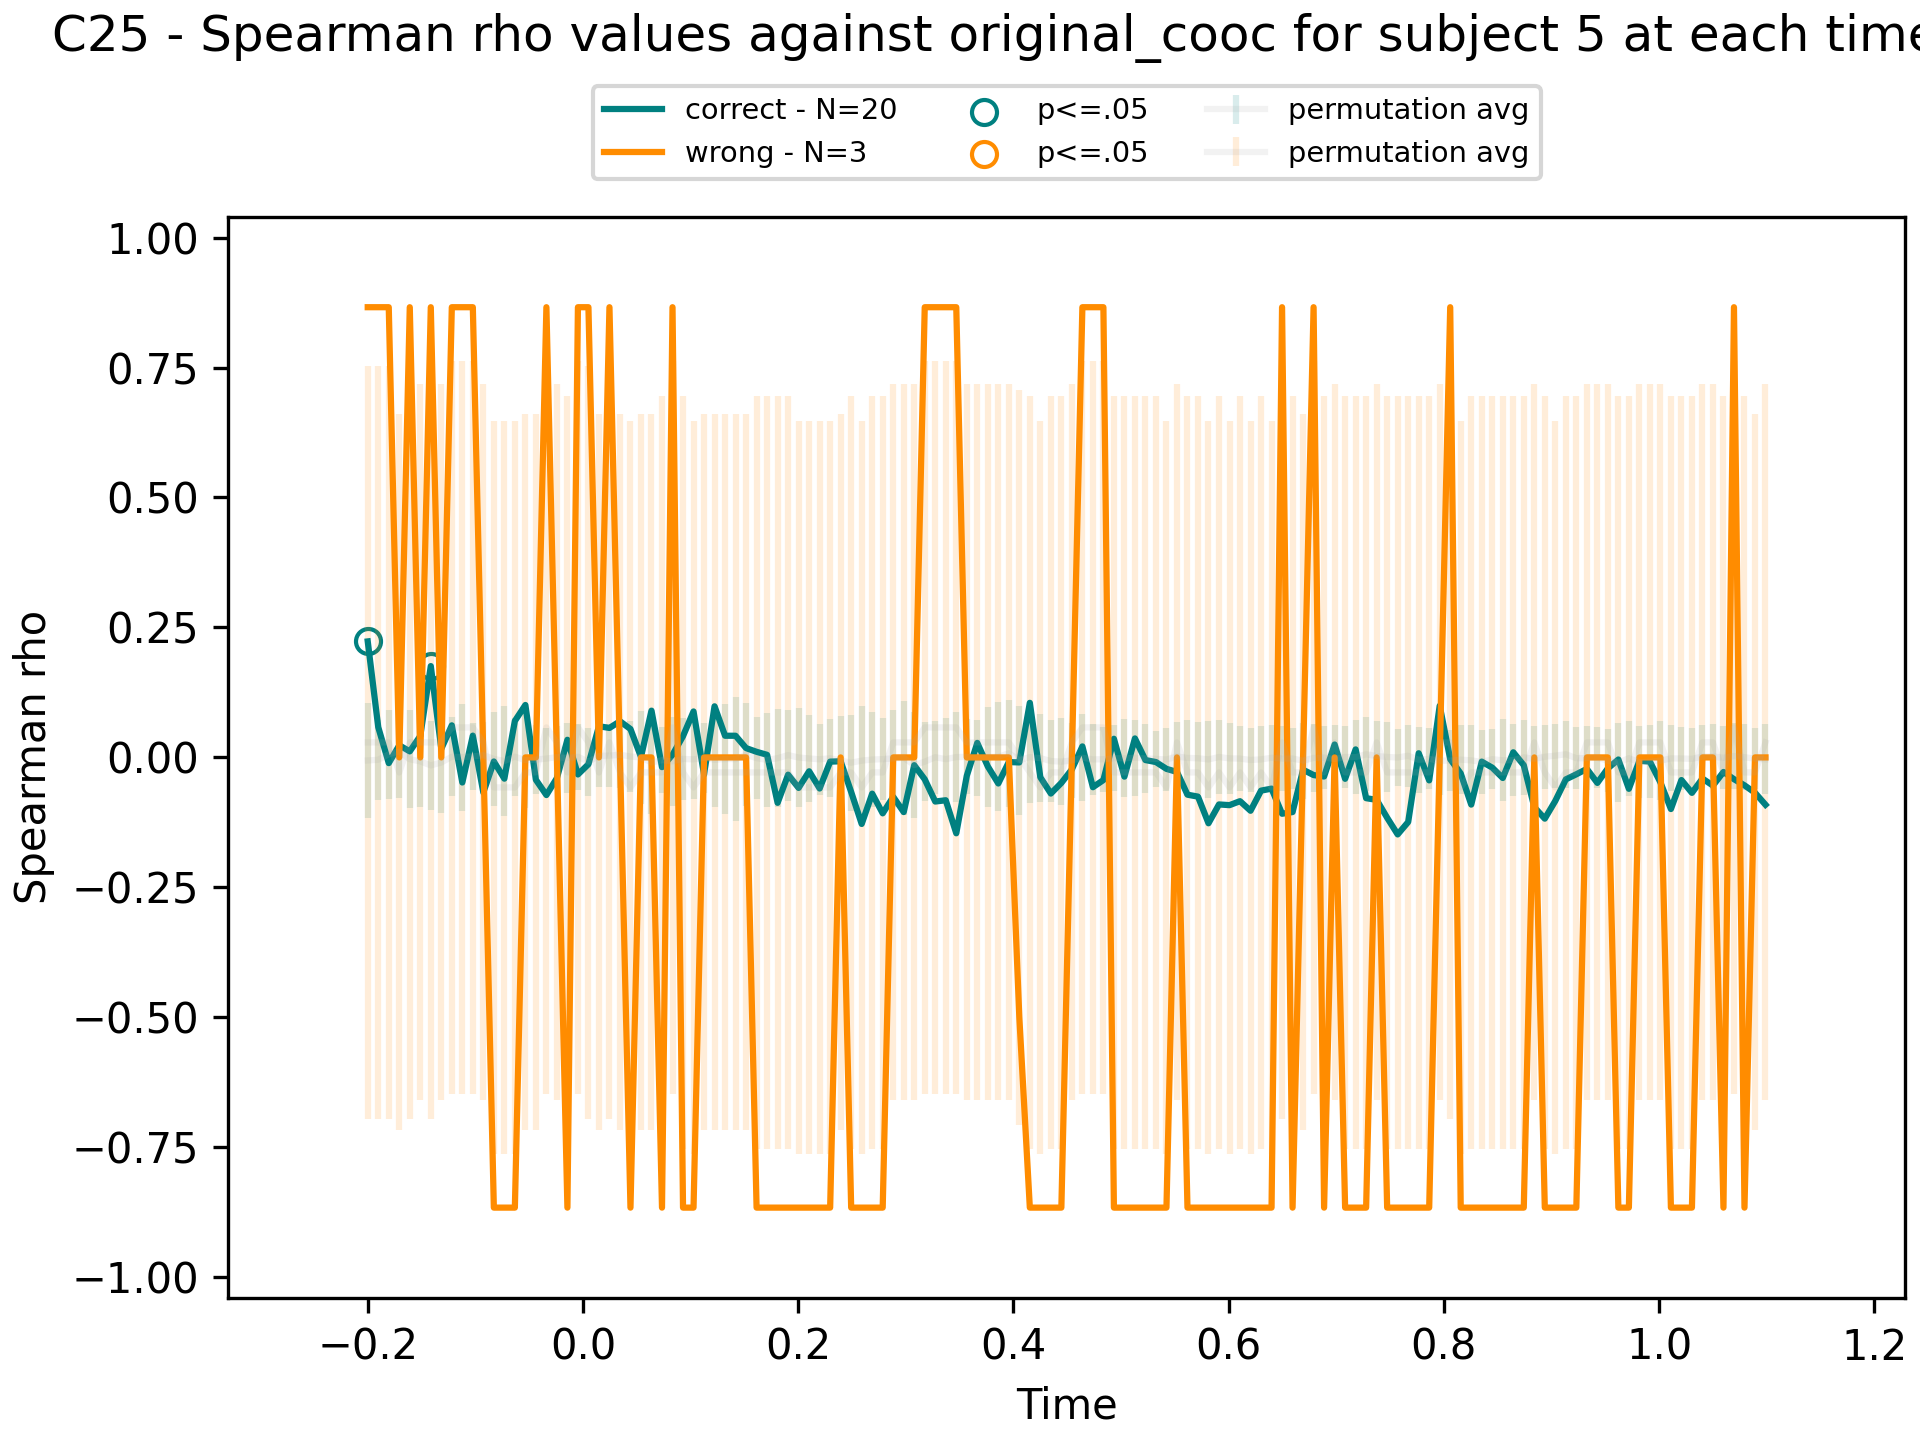 C25 - Spearman rho values against original_cooc for subject 5 at each time
correct - N=20 p<=.05 permutation avg
wrong - N=3 p<=.05 permutation avg
1.00
0.75
0.50
0.25
0.00
−0.25
−0.50
−0.75
−1.00
Spearman rho
−0.2 0.0 0.2 0.4 0.6 0.8 1.0 1.2
Time